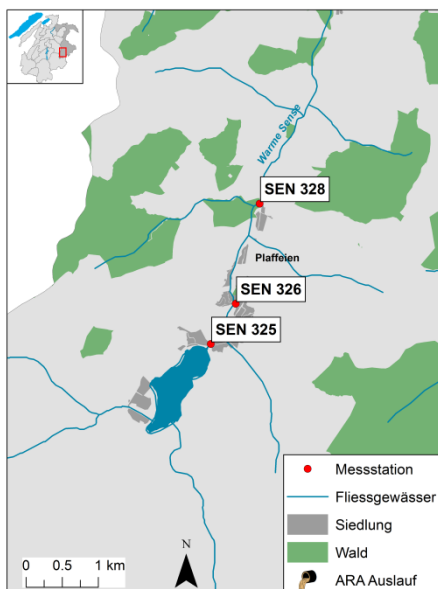 Warme Sense
SEN 328
Plaffeien
SEN 326
SEN 325
Messstation
Fliessgewässer
Siedlung
Wald
ARA Auslauf
N
0 0.5 1 km